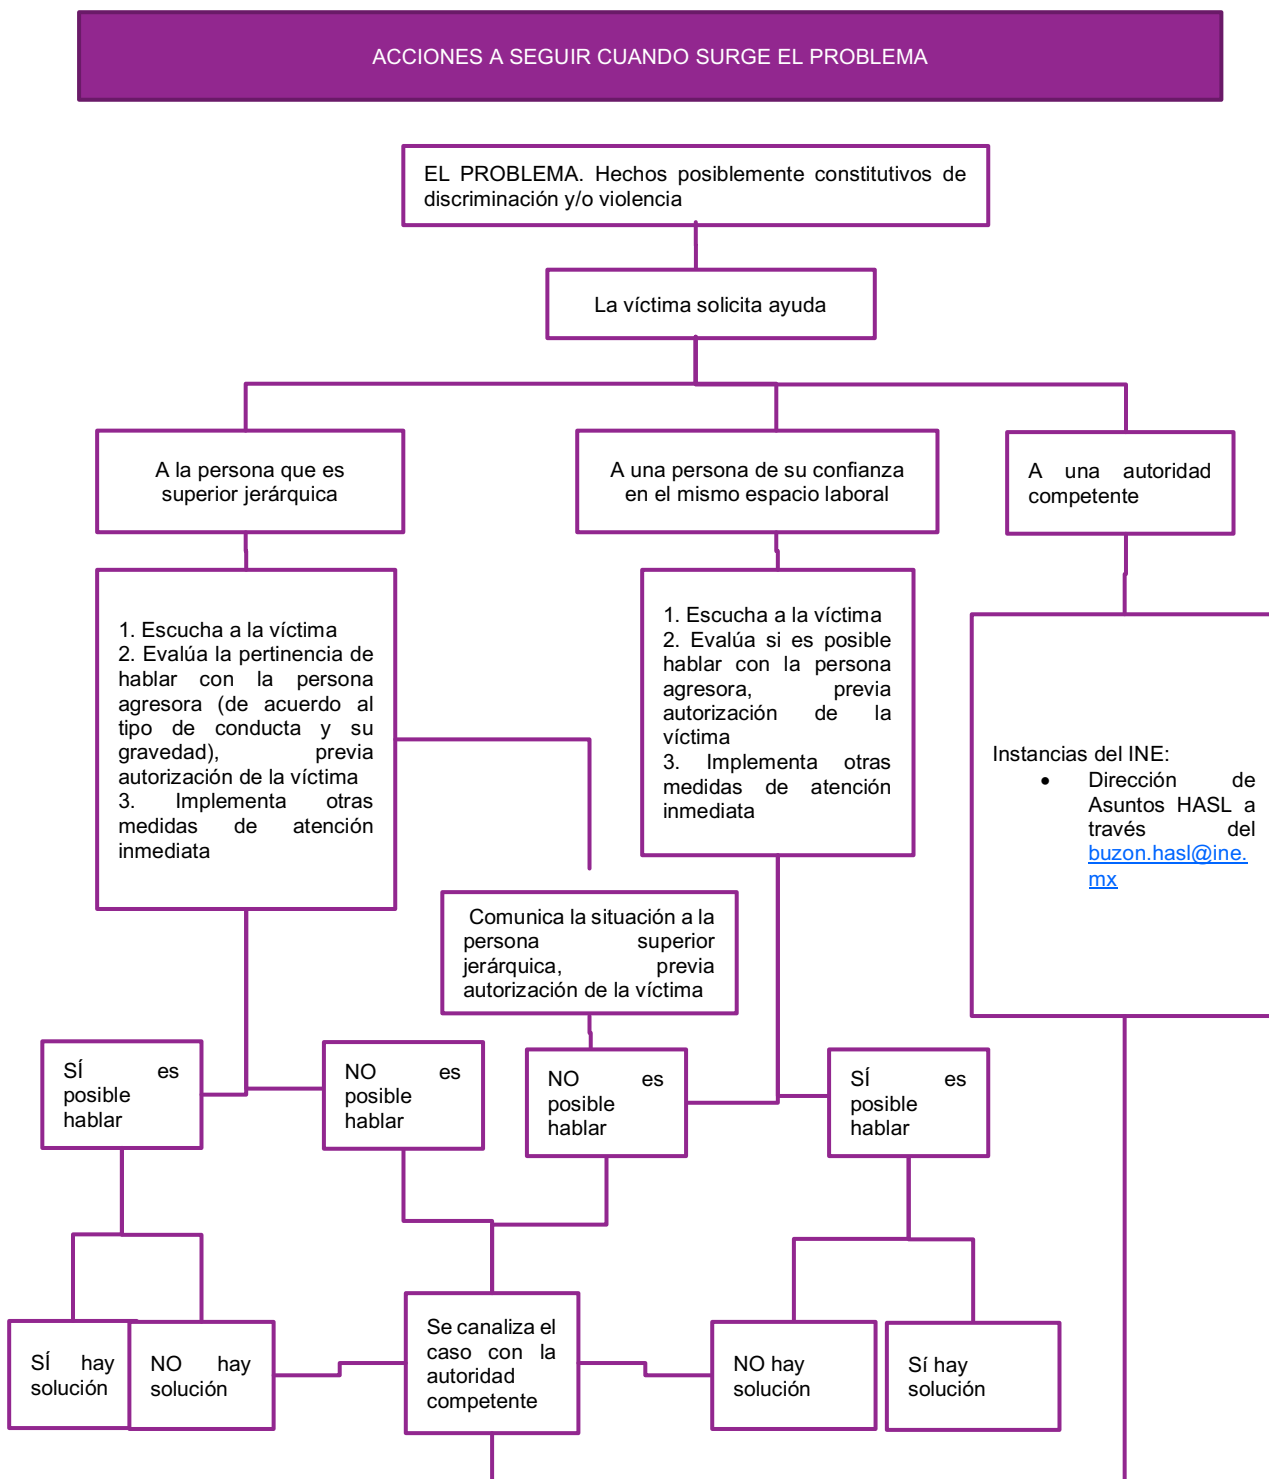 ACCIONES A SEGUIR CUANDO SURGE EL PROBLEMA
EL PROBLEMA. Hechos posiblemente constitutivos de
discriminación y/o violencia
La víctima solicita ayuda
A la persona que es
superior jerárquica
A una persona de su confianza
en el mismo espacio laboral
A una autoridad
competente
1. Escucha a la víctima
2. Evalúa la pertinencia de
hablar con la persona
agresora (de acuerdo al
tipo de conducta y su
gravedad), previa
autorización de la víctima
3. Implementa otras
medidas de atención
inmediata
1. Escucha a la víctima
2. Evalúa si es posible
hablar con la persona
agresora, previa
autorización de la
víctima
3. Implementa otras
medidas de atención
inmediata
Instancias del INE:
• Dirección de
Asuntos HASL a
través del
buzon.hasl@ine.
mx
Comunica la situación a la
persona superior
jerárquica, previa
autorización de la víctima
SÍ es
posible
hablar
NO es
posible
hablar
NO es
posible
hablar
SÍ es
posible
hablar
SÍ hay
solución
NO hay
solución
Se canaliza el
caso con la
autoridad
competente
NO hay
solución
Sí hay
solución